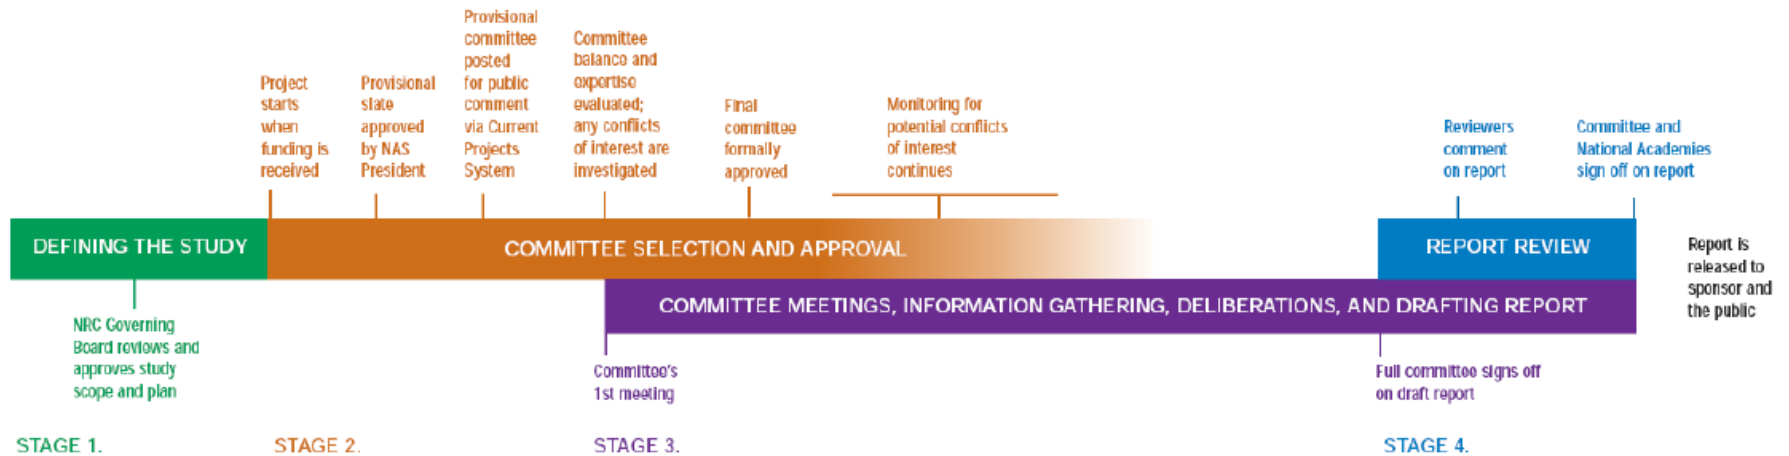 Project
starts
when
funding is
received
Provisional
slate
approved
by NAS
President
Provisional
committee
posted
for public
comment
via Current
Projects
System
Committee
balance and
expertise
evaluated;
any conflicts
of interest are
investigated
Final
committee
formally
approved
Monitoring for
potential conflicts
of interest
continues
Reviewers
comment
on report
Committee and
National Academies
sign off on report
DEFINING THE STUDY
COMMITTEE SELECTION AND APPROVAL
REPORT REVIEW
Report is
released to
sponsor and
the public
COMMITTEE MEETINGS, INFORMATION GATHERING, DELIBERATIONS, AND DRAFTING REPORT
NRC Governing
Board reviews and
approves study
scope and plan
Committee's
1st meeting
Full committee signs off
on draft report
STAGE 1.
STAGE 2.
STAGE 3.
STAGE 4.